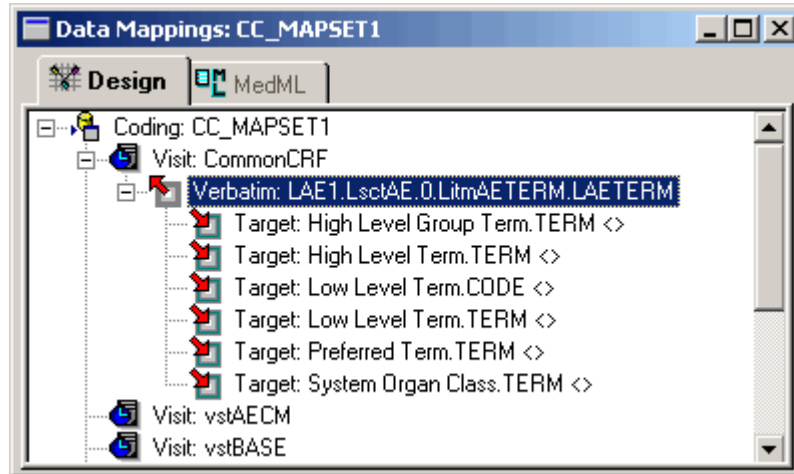 Data Mappings: CC_MAPSET1
Design MedML
Coding: CC_MAPSET1
Visit: CommonCRF
Verbatim: LAE1.LsctAE.0.LitmAETERM.LAETERM
Target: High Level Group Term.TERM <>
Target: High Level Term.TERM <>
Target: Low Level Term.CODE <>
Target: Low Level Term.TERM <>
Target: Preferred Term.TERM <>
Target: System Organ Class.TERM <>
Visit: vstAECM
Visit: vstBASE